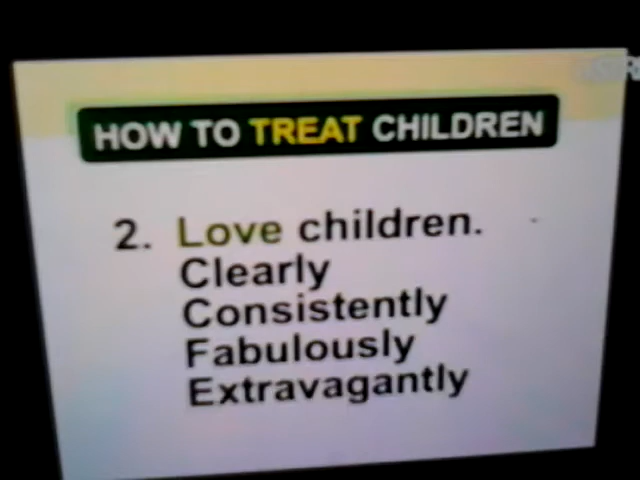 HOW TO TREAT CHILDREN
2. Love children.
Clearly
Consistently
Fabulously
Extravagantly